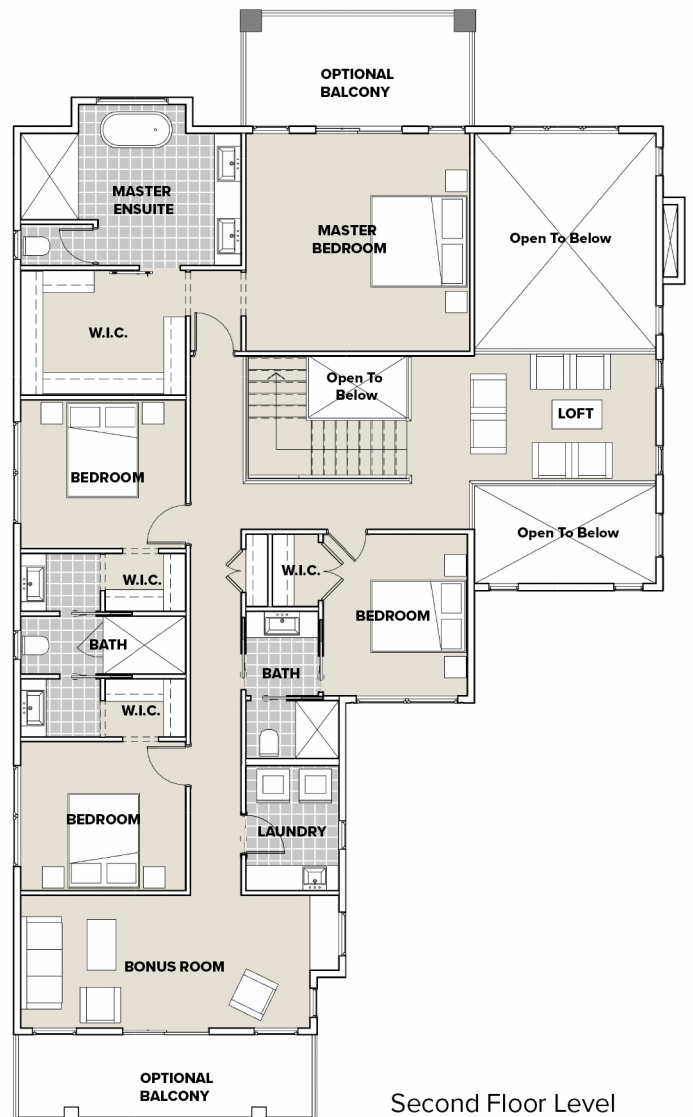 OPTIONAL
BALCONY
MASTER
ENSUITE
MASTER
BEDROOM
Open To Below
W.I.C.
Open To
Below
LOFT
BEDROOM
Open To Below
W.I.C.
W.I.C.
BEDROOM
BATH
BATH
W.I.C.
BEDROOM
LAUNDRY
BONUS ROOM
OPTIONAL
BALCONY
Second Floor Level